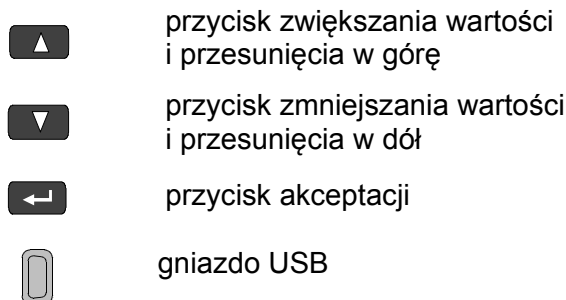 przycisk zwiększania wartości
i przesunięcia w górę
przycisk zmniejszania wartości
i przesunięcia w dół
przycisk akceptacji
gniazdo USB